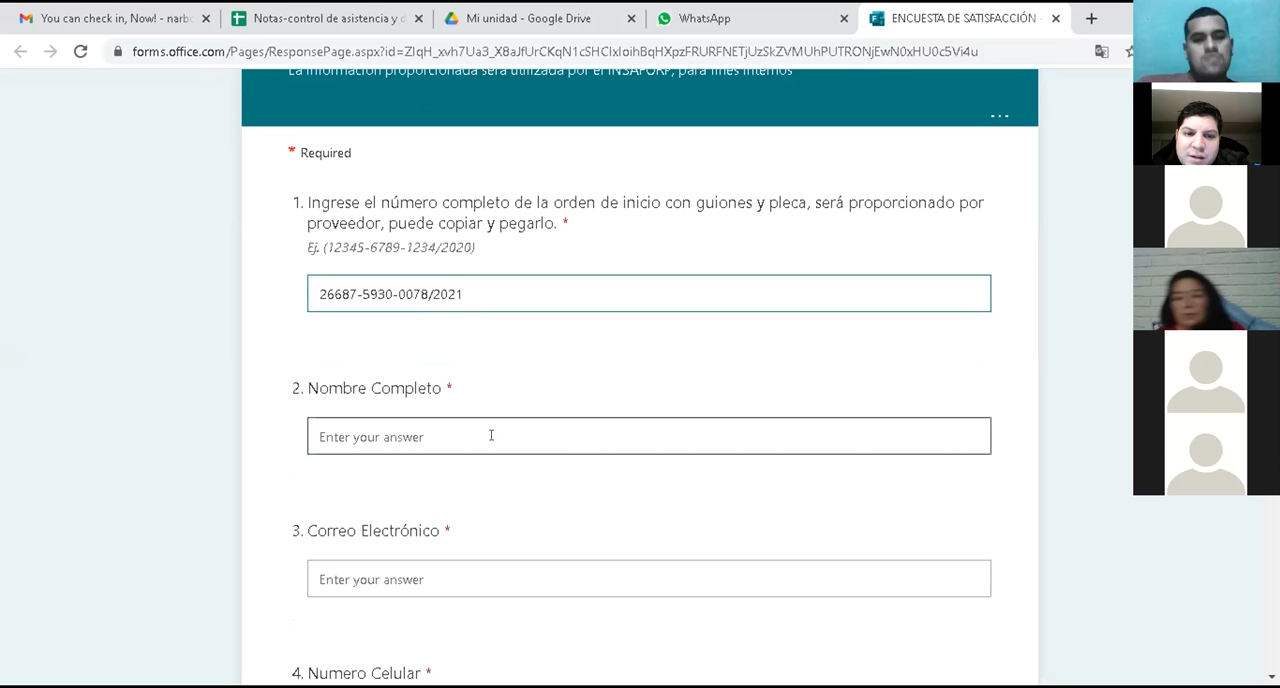 You can check in, Now! - narb
Notas-control de asistencia y d
Mi unidad - Google Drive
WhatsApp
ENCUESTA DE SATISFACCIÓN
forms.office.com/Pages/ResponsePage.aspx?id=
La información proporcionada será utilizada por el INSAFORP, para fines internos
...
* Required
1. Ingrese el número completo de la orden de inicio con guiones y pleca, será proporcionado por
proveedor, puede copiar y pegarlo. *
Ej. (12345-6789-1234/2020)
26687-5930-0078/2021
2. Nombre Completo *
Enter your answer
3. Correo Electrónico *
Enter your answer
4. Numero Celular *